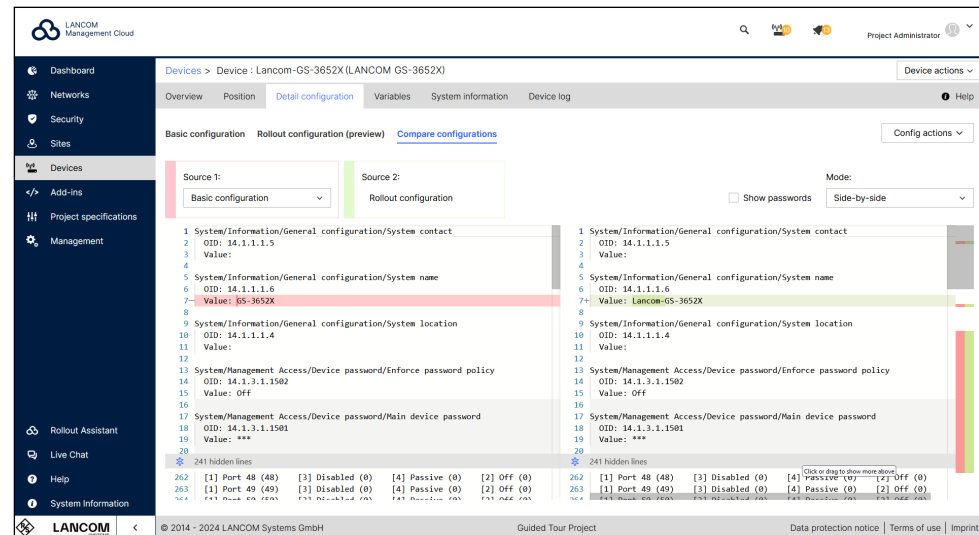 LANCOM
Management Cloud
Project Administrator
Dashboard
Networks
Security
Sites
Devices
Add-ins
Project specifications
Management
Rollout Assistant
Live Chat
Help
System Information
LANCOM
SYSTEMS
Devices > Device : Lancom-GS-3652X (LANCOM GS-3652X)
Device actions
Overview Position Detail configuration Variables System information Device log
Help
Basic configuration Rollout configuration (preview) Compare configurations
Config actions
Source 1:
Basic configuration
Source 2:
Rollout configuration
Show passwords
Mode:
Side-by-side
1 System/Information/General configuration/System contact
2 OID: 14.1.1.1.5
3 Value:
4
5 System/Information/General configuration/System name
6 OID: 14.1.1.1.6
7- Value: GS-3652X
8
9 System/Information/General configuration/System location
10 OID: 14.1.1.1.4
11 Value:
12
13 System/Management Access/Device password/Enforce password policy
14 OID: 14.1.3.1.1502
15 Value: Off
16
17 System/Management Access/Device password/Main device password
18 OID: 14.1.3.1.1501
19 Value: ***
20
241 hidden lines
262 [1] Port 48 (48) [3] Disabled (0) [4] Passive (0) [2] Off (0)
263 [1] Port 49 (49) [3] Disabled (0) [4] Passive (0) [2] Off (0)
1 System/Information/General configuration/System contact
2 OID: 14.1.1.1.5
3 Value:
4
5 System/Information/General configuration/System name
6 OID: 14.1.1.1.6
7+ Value: Lancom-GS-3652X
8
9 System/Information/General configuration/System location
10 OID: 14.1.1.1.4
11 Value:
12
13 System/Management Access/Device password/Enforce password policy
14 OID: 14.1.3.1.1502
15 Value: Off
16
17 System/Management Access/Device password/Main device password
18 OID: 14.1.3.1.1501
19 Value: ***
20
241 hidden lines
Click or drag to show more above
262 [1] Port 48 (48) [3] Disabled (0) [4] Passive (0) [2] Off (0)
263 [1] Port 49 (49) [3] Disabled (0) [4] Passive (0) [2] Off (0)
© 2014 - 2024 LANCOM Systems GmbH
Guided Tour Project
Data protection notice | Terms of use | Imprint